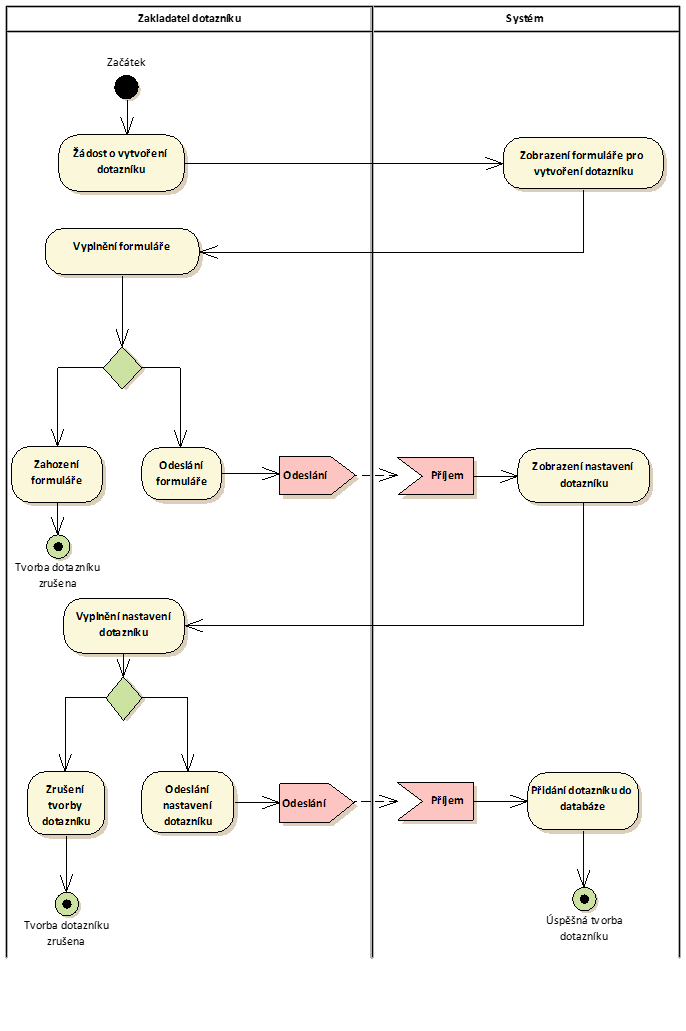 Zakladatel dotazníku
Systém
Začátek
Žádost o vytvoření
dotazníku
Zobrazení formuláře pro
vytvoření dotazníku
Vyplnění formuláře
Zahození
formuláře
Odeslání
formuláře
Odeslání
Příjem
Zobrazení nastavení
dotazníku
Tvorba dotazníku
zrušena
Vyplnění nastavení
dotazníku
Zrušení
tvorby
dotazníku
Odeslání
nastavení
dotazníku
Odeslání
Příjem
Přidání dotazníku do
databáze
Tvorba dotazníku
zrušena
Úspěšná tvorba
dotazníku